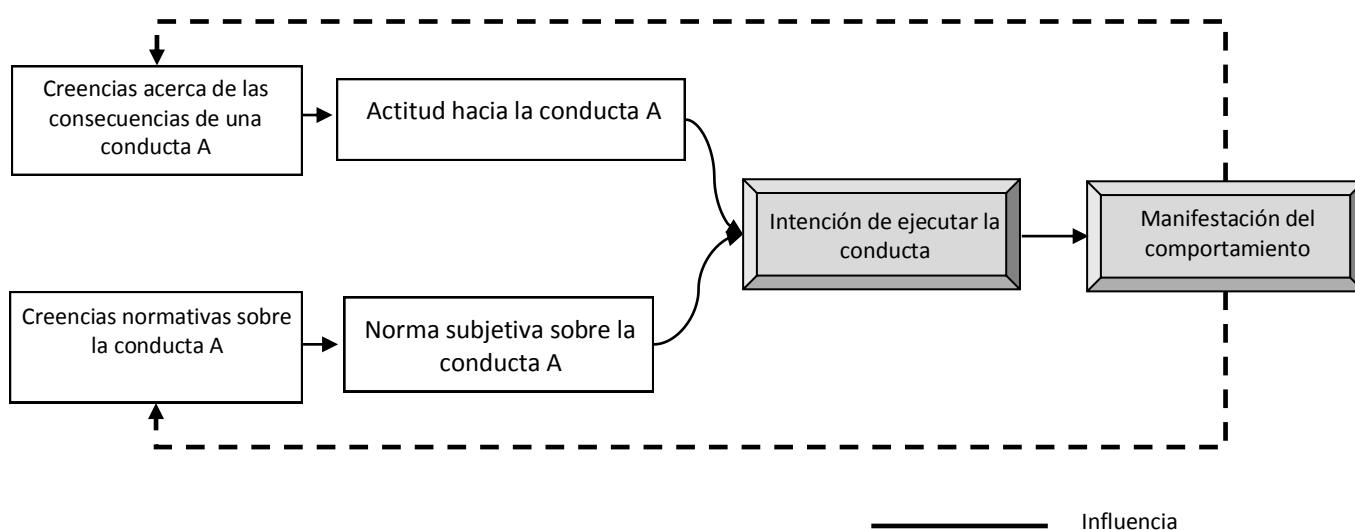 Creencias acerca de las
consecuencias de una
conducta A
Actitud hacia la conducta A
Intención de ejecutar la
conducta
Manifestación del
comportamiento
Creencias normativas sobre
la conducta A
Norma subjetiva sobre la
conducta A
Influencia